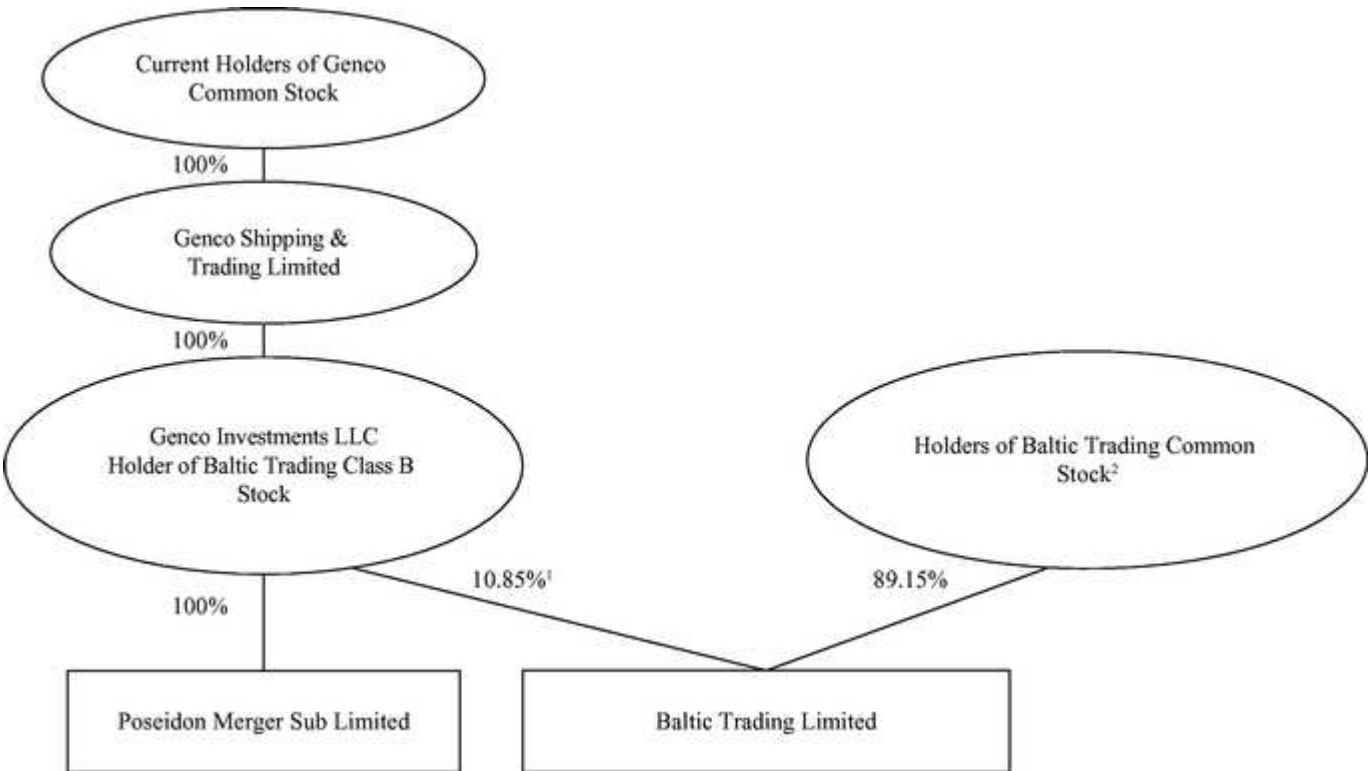 Current Holders of Genco
Common Stock
100%
Genco Shipping &
Trading Limited
100%
Genco Investments LLC
Holder of Baltic Trading Class B
Stock
Holders of Baltic Trading Common
Stock²
10.85%¹
89.15%
100%
Poseidon Merger Sub Limited
Baltic Trading Limited